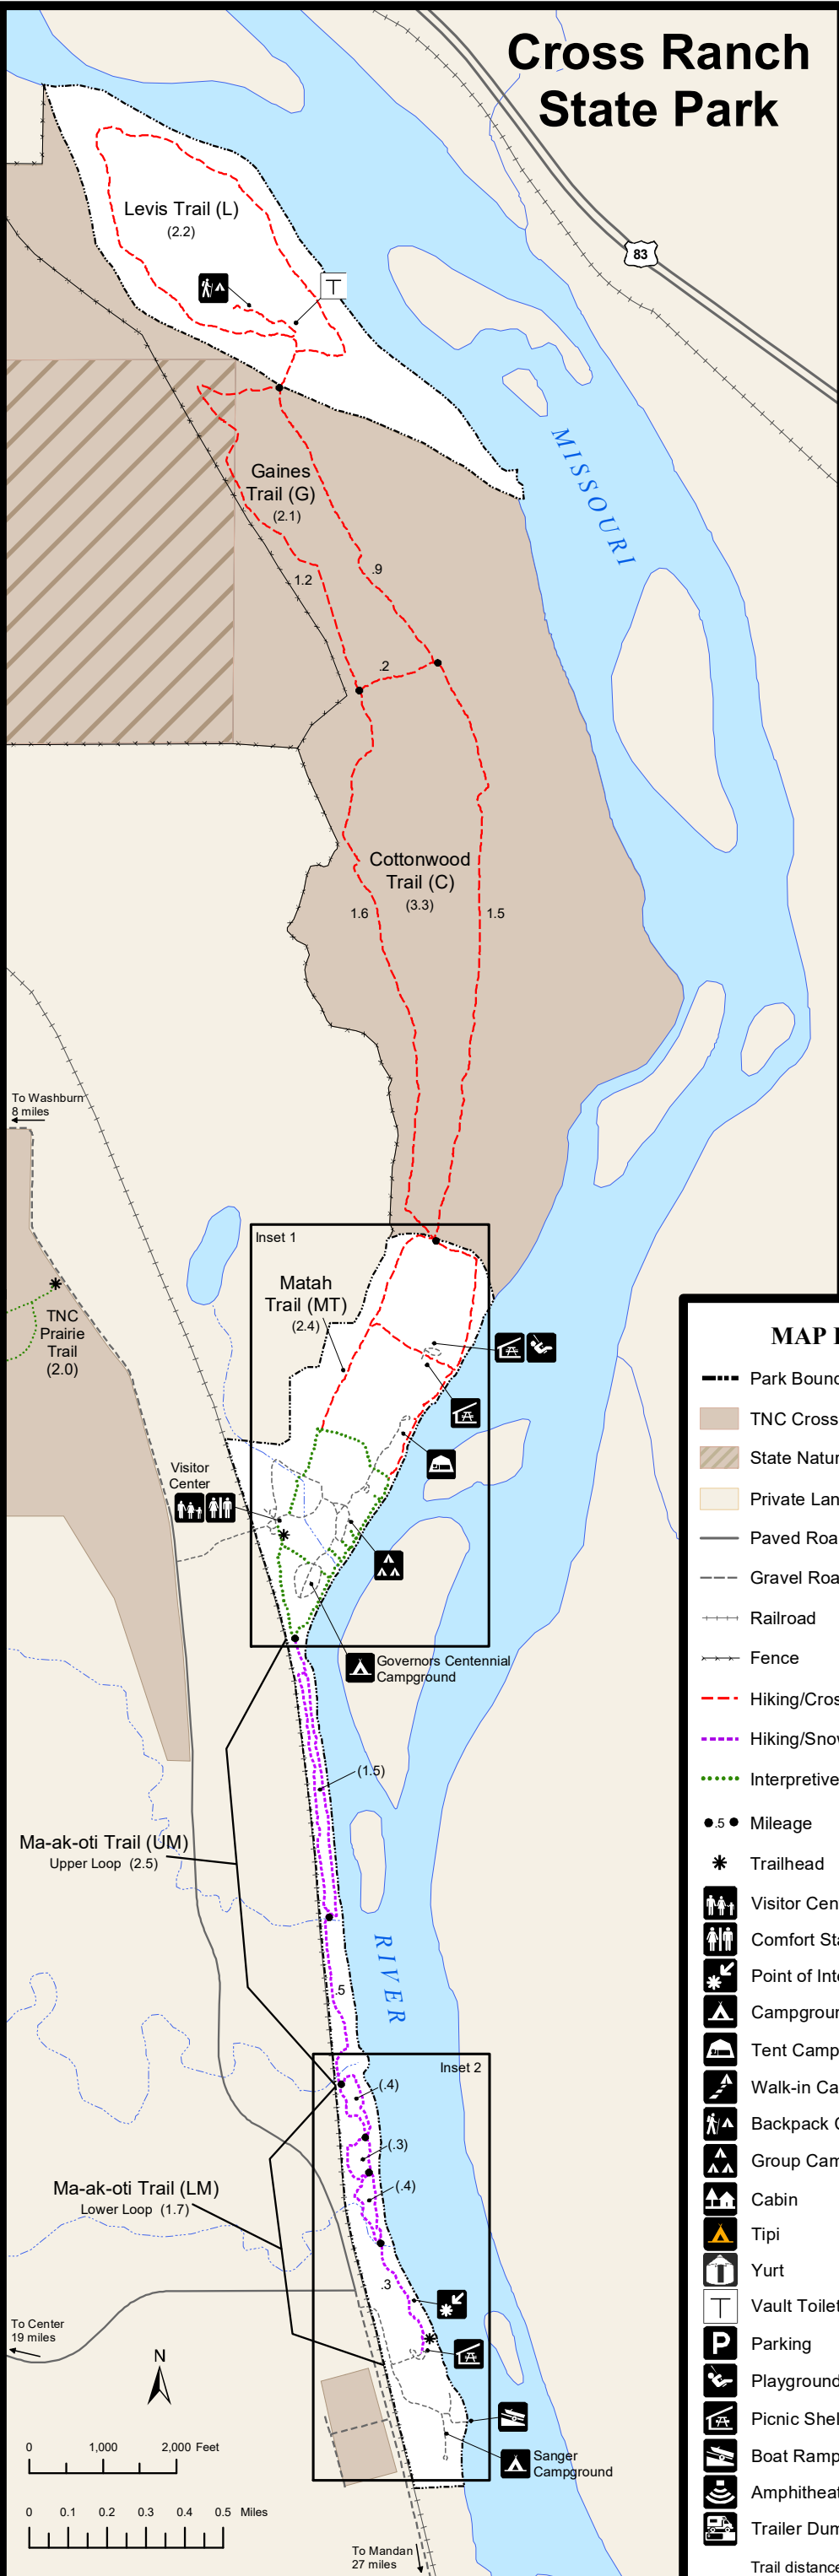 Cross Ranch
State Park
83
Levis Trail (L)
(2.2)
MISSOURI
Gaines
Trail (G)
(2.1)
1.2
.9
.2
Cottonwood
Trail (C)
(3.3)
1.6
1.5
To Washburn
8 miles
Inset 1
Matah
Trail (MT)
(2.4)
TNC
Prairie
Trail
(2.0)
Visitor
Center
Governors Centennial
Campground
(1.5)
Ma-ak-oti Trail (UM)
Upper Loop (2.5)
RIVER
.5
Inset 2
(.4)
(.3)
(.4)
Ma-ak-oti Trail (LM)
Lower Loop (1.7)
.3
To Center
19 miles
N
0 1,000 2,000 Feet
0 0.1 0.2 0.3 0.4 0.5 Miles
Sanger
Campground
To Mandan
27 miles
MAP
Park Bound
TNC Cross
State Natur
Private Lan
Paved Roa
Gravel Roa
Railroad
Fence
Hiking/Cros
Hiking/Snow
Interpretive
.5 Mileage
Trailhead
Visitor Cen
Comfort Sta
Point of Inte
Campgroun
Tent Camp
Walk-in Ca
Backpack C
Group Cam
Cabin
Tipi
Yurt
T Vault Toilet
P Parking
Playground
Picnic Shel
Boat Ramp
Amphitheat
Trailer Dum
Trail distance